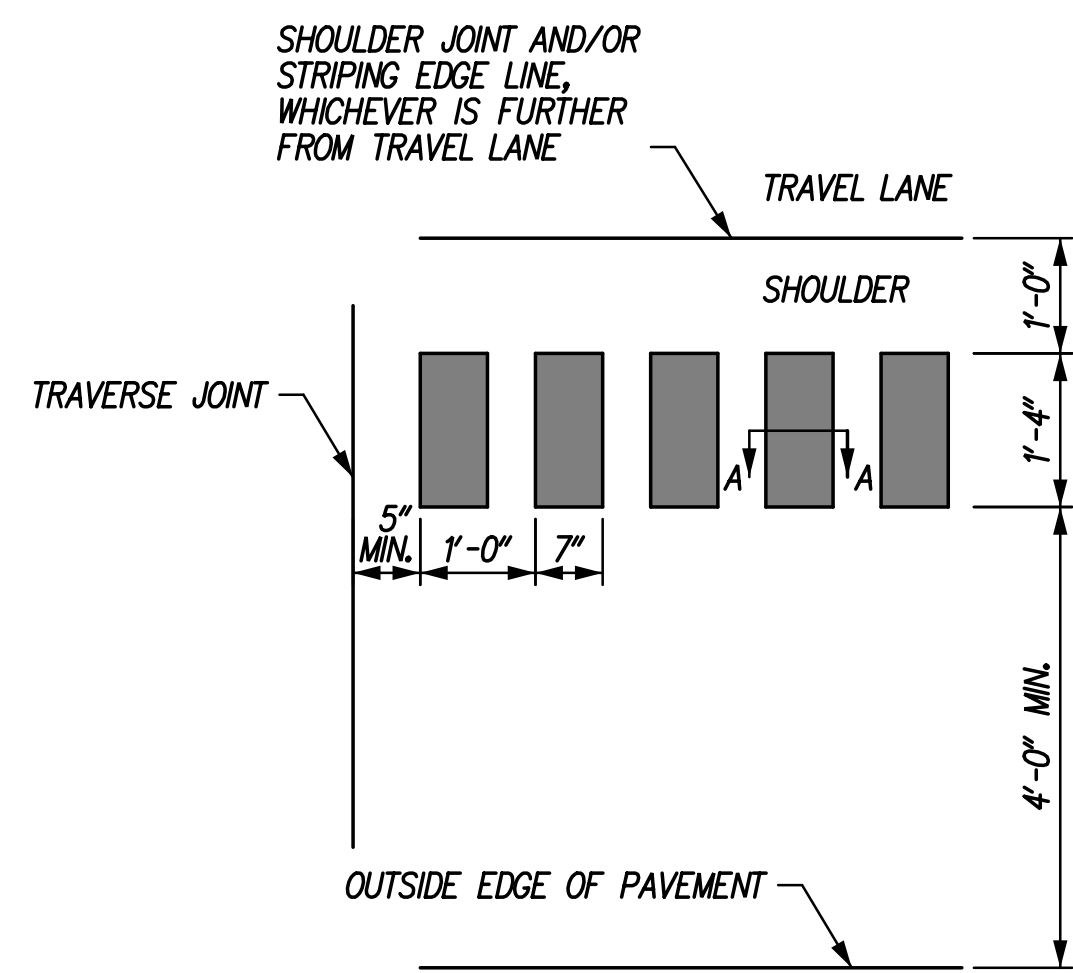 SHOULDER JOINT AND/OR
STRIPING EDGE LINE,
WHICHEVER IS FURTHER
FROM TRAVEL LANE
TRAVEL LANE
SHOULDER
1'-0"
TRAVERSE JOINT
1'-4"
A
A
5"
MIN.
1'-0"
7"
4'-0" MIN.
OUTSIDE EDGE OF PAVEMENT